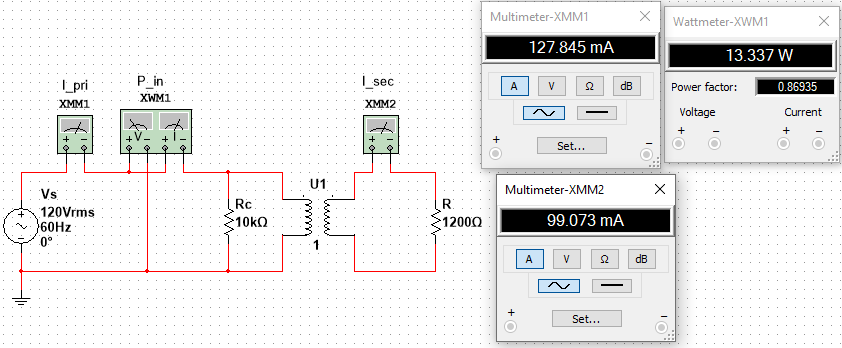 I_pri
XMM1
P_in
XWM1
V
I
I_sec
XMM2
Vs
120Vrms
60Hz
0°
Rc
10kΩ
U1
1
R
1200Ω
Multimeter-XMM1
127.845 mA
A V Ω dB
Set...
+ −
Wattmeter-XWM1
13.337 W
Power factor: 0.86935
Voltage Current
+ − + −
Multimeter-XMM2
99.073 mA
A V Ω dB
Set...
+ −